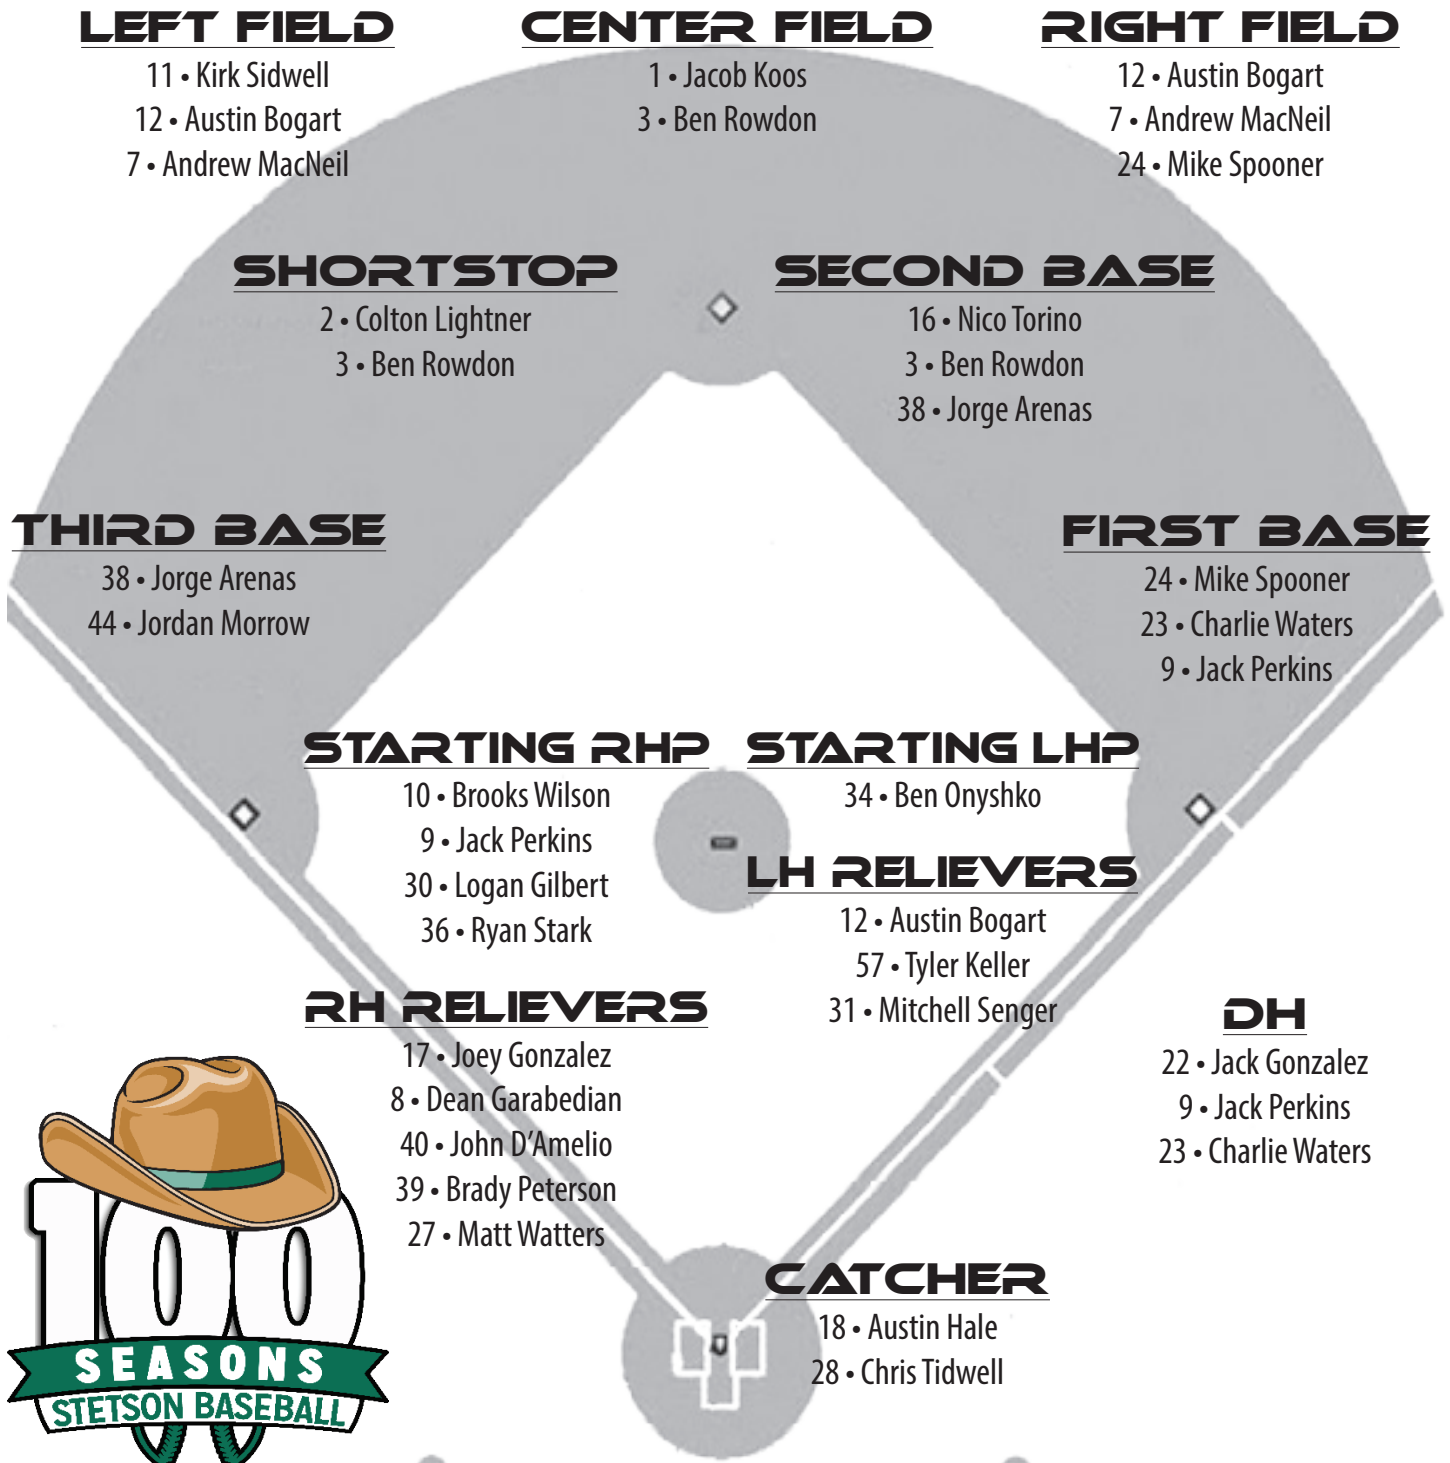 LEFT FIELD
11 • Kirk Sidwell
12 • Austin Bogart
7 • Andrew MacNeil
CENTER FIELD
1 • Jacob Koos
3 • Ben Rowdon
RIGHT FIELD
12 • Austin Bogart
7 • Andrew MacNeil
24 • Mike Spooner
SHORTSTOP
2 • Colton Lightner
3 • Ben Rowdon
SECOND BASE
16 • Nico Torino
3 • Ben Rowdon
38 • Jorge Arenas
THIRD BASE
38 • Jorge Arenas
44 • Jordan Morrow
FIRST BASE
24 • Mike Spooner
23 • Charlie Waters
9 • Jack Perkins
STARTING RHP
10 • Brooks Wilson
9 • Jack Perkins
30 • Logan Gilbert
36 • Ryan Stark
STARTING LHP
34 • Ben Onyshko
LH RELIEVERS
12 • Austin Bogart
57 • Tyler Keller
31 • Mitchell Senger
RH RELIEVERS
17 • Joey Gonzalez
8 • Dean Garabedian
40 • John D'Amelio
39 • Brady Peterson
27 • Matt Watters
DH
22 • Jack Gonzalez
9 • Jack Perkins
23 • Charlie Waters
CATCHER
18 • Austin Hale
28 • Chris Tidwell
100
SEASONS
STETSON BASEBALL